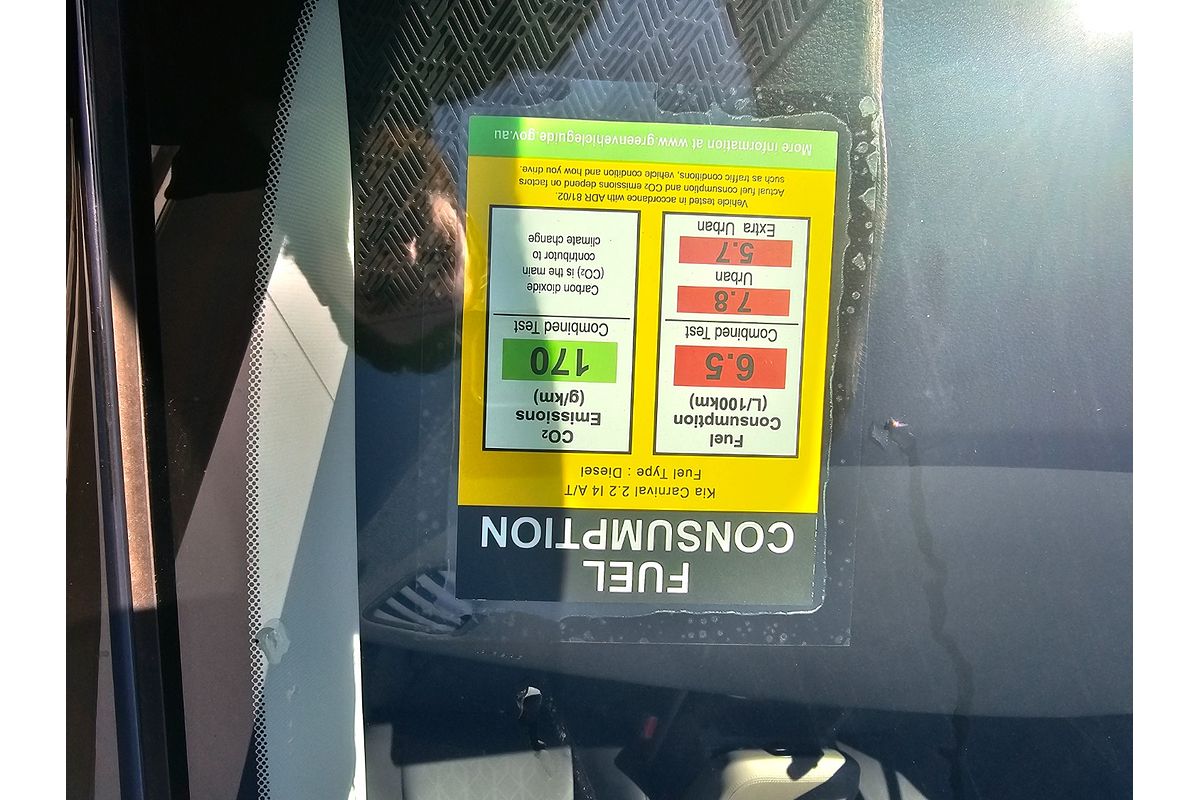 FUEL
CONSUMPTION
Kia Carnival 2.2 I4 A/T
Fuel Type : Diesel
Fuel
Consumption
(L/100km)
6.5
Combined Test
7.8
Urban
5.7
Extra Urban
CO₂
Emissions
(g/km)
170
Combined Test
Carbon dioxide
(CO₂) is the main
contributor to
climate change
Vehicle tested in accordance with ADR 81/02.
Actual fuel consumption and CO₂ emissions depend on factors
such as traffic conditions, vehicle condition and how you drive.
More information at www.greenvehicleguide.gov.au